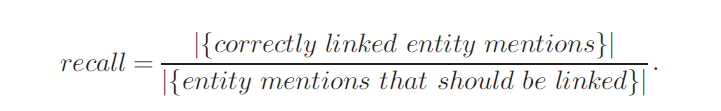 recall = |{correctly linked entity mentions}|
|{entity mentions that should be linked}| .